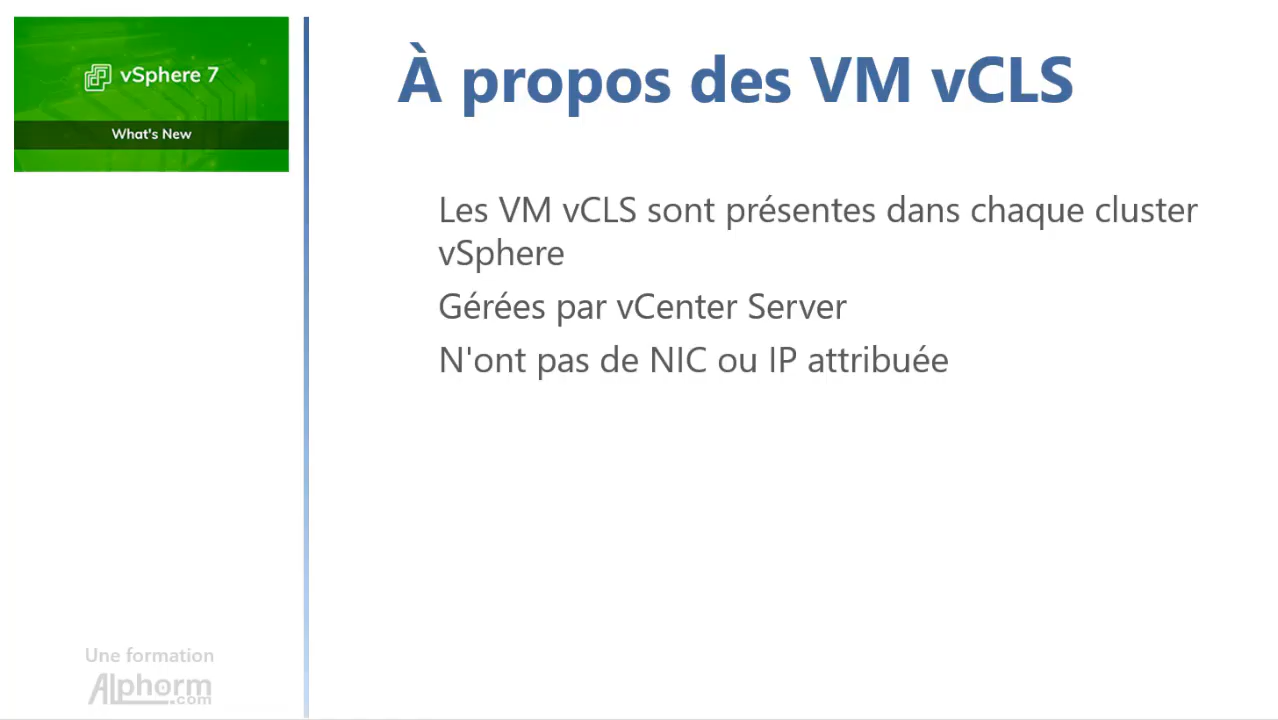 vSphere 7
What's New
À propos des VM vCLS
Les VM vCLS sont présentes dans chaque cluster
vSphere
Gérées par vCenter Server
N'ont pas de NIC ou IP attribuée
Une formation
Alphorm
.com